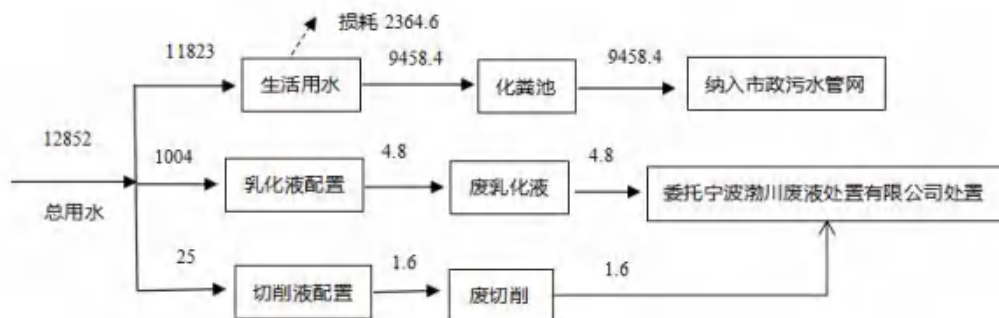 损耗 2364.6
11823
9458.4
9458.4
生活用水
化粪池
纳入市政污水管网
12852
1004
4.8
4.8
乳化液配置
废乳化液
委托宁波渤川废液处置有限公司处置
总用水
25
1.6
1.6
切削液配置
废切削